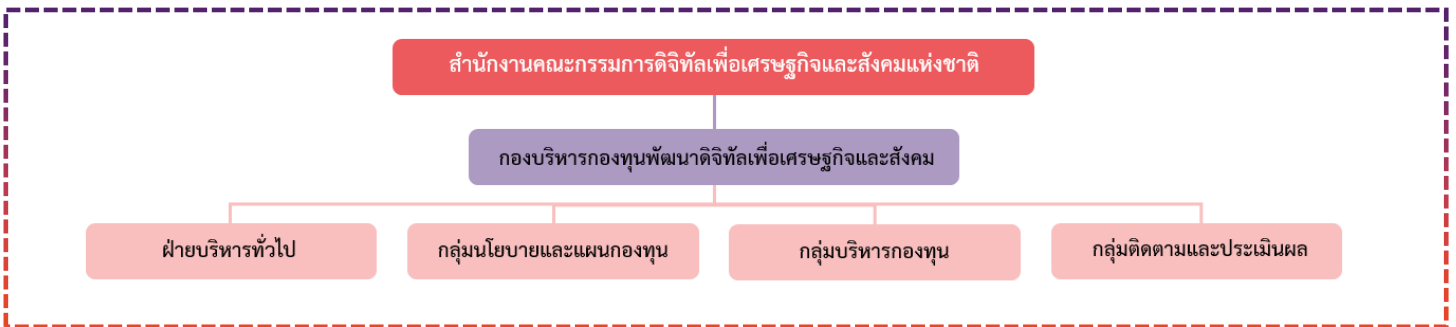 สำนักงานคณะกรรมการดิจิทัลเพื่อเศรษฐกิจและสังคมแห่งชาติ
กองบริหารกองทุนพัฒนาดิจิทัลเพื่อเศรษฐกิจและสังคม
ฝ่ายบริหารทั่วไป
กลุ่มนโยบายและแผนกองทุน
กลุ่มบริหารกองทุน
กลุ่มติดตามและประเมินผล